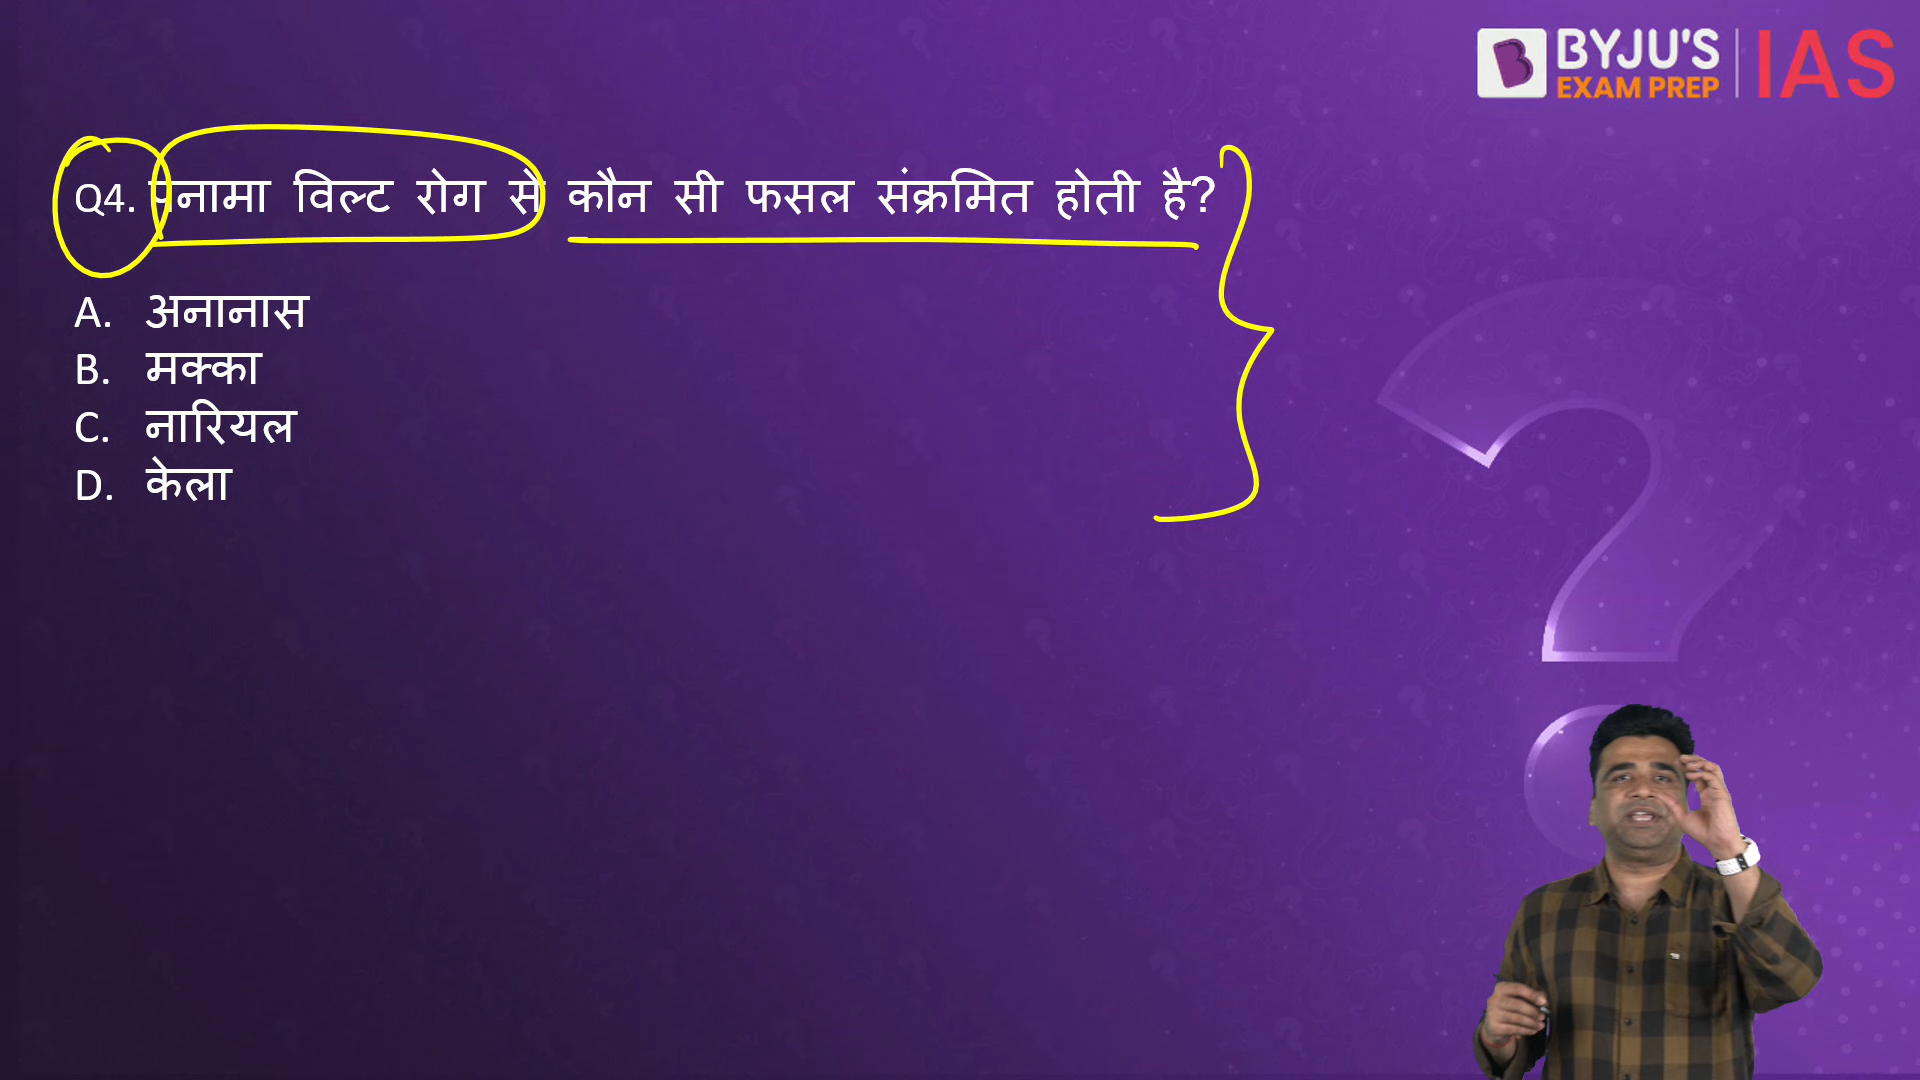 BYJU'S
EXAM PREP
IAS
Q4. पनामा विल्ट रोग से कौन सी फसल संक्रमित होती है?
A. अनानास
B. मक्का
C. नारियल
D. केला